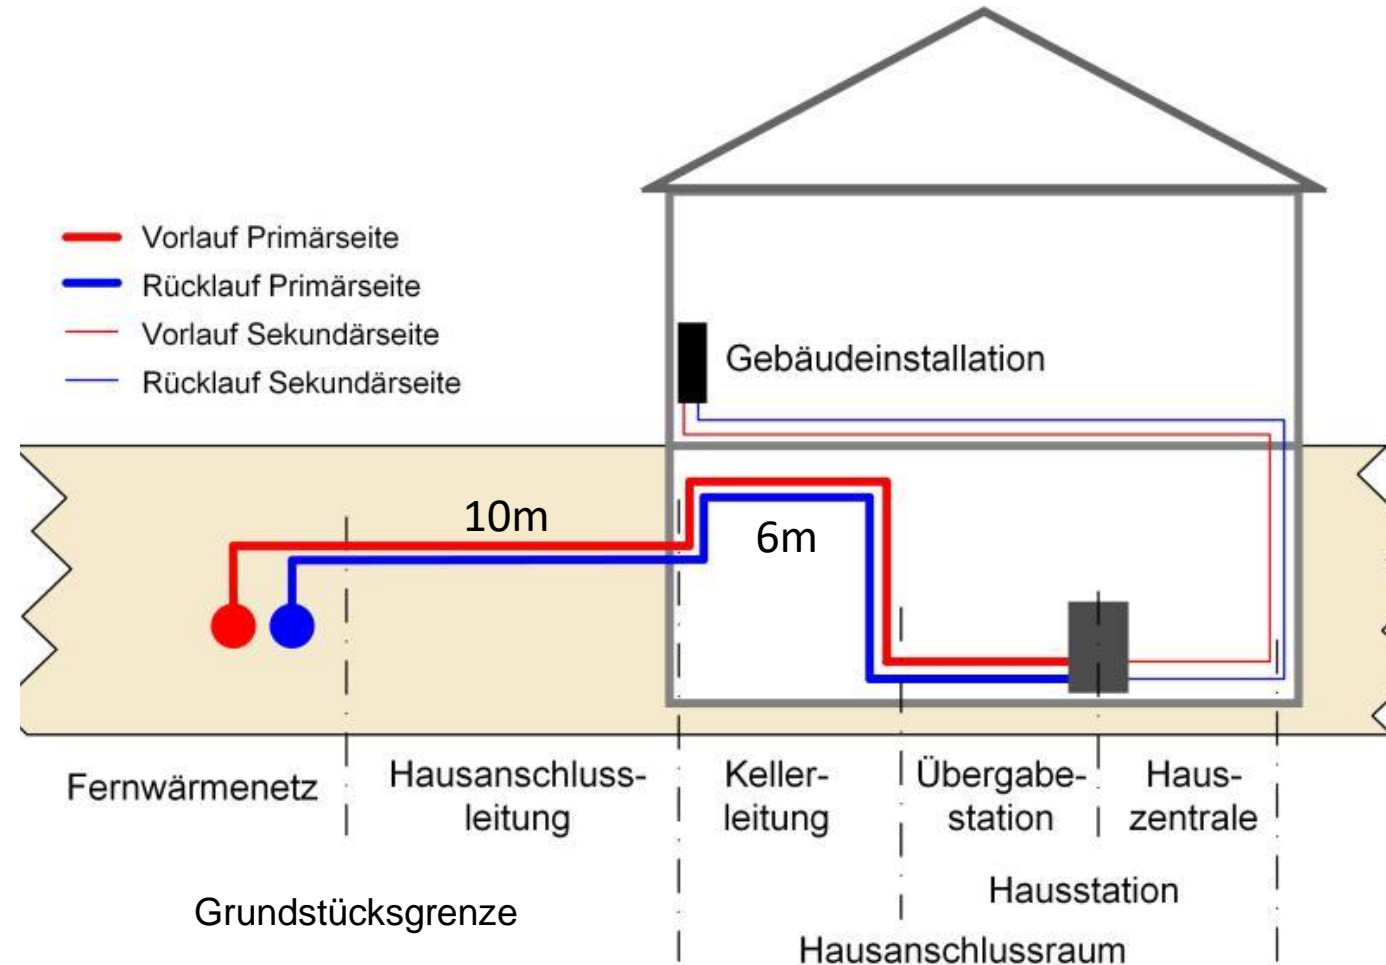 Vorlauf Primärseite
Rücklauf Primärseite
Vorlauf Sekundärseite
Rücklauf Sekundärseite
Gebäudeinstallation
10m
6m
Fernwärmenetz
Hausanschluss-
leitung
Keller-
leitung
Übergabe-
station
Haus-
zentrale
Hausstation
Grundstücksgrenze
Hausanschlussraum